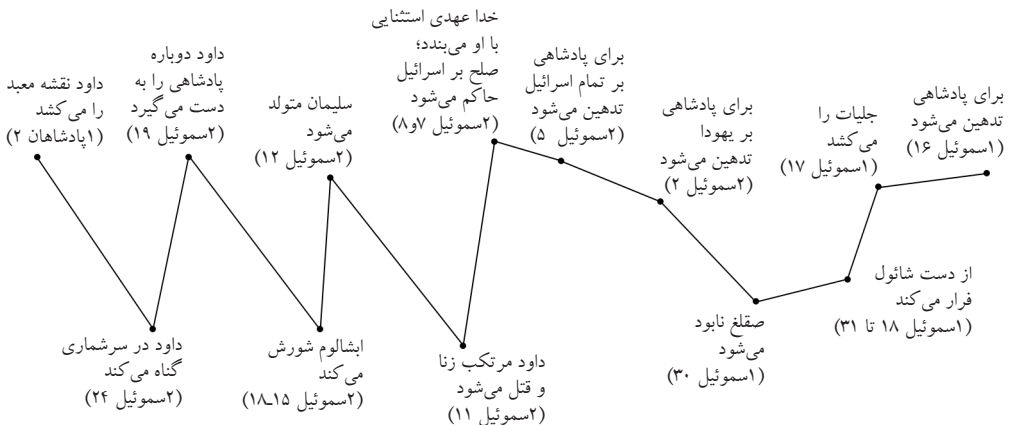 برای پادشاهی
تدهین می‌شود
(۱سموئیل ۱۶)
جلیات را
می‌کشد
(۱سموئیل ۱۷)
از دست شائول
فرار می‌کند
(۱سموئیل ۱۸ تا ۳۱)
صقلغ نابود
می‌شود
(۱سموئیل ۳۰)
برای پادشاهی
بر یهودا
تدهین می‌شود
(۲سموئیل ۲)
برای پادشاهی
بر تمام اسرائیل
تدهین می‌شود
(۲سموئیل ۵)
خدا عهدی استثنایی
با او می‌بندد؛
صلح بر اسرائیل
حاکم می‌شود
(۲سموئیل ۷و۸)
داود مرتکب زنا
و قتل می‌شود
(۲سموئیل ۱۱)
سلیمان متولد
می‌شود
(۲سموئیل ۱۲)
ابشالوم شورش
می‌کند
(۲سموئیل ۱۵ـ۱۸)
داود دوباره
پادشاهی را به
دست می‌گیرد
(۲سموئیل ۱۹)
داود در سرشماری
گناه می‌کند
(۲سموئیل ۲۴)
داود نقشه معبد
را می‌کشد
(۱پادشاهان ۲)